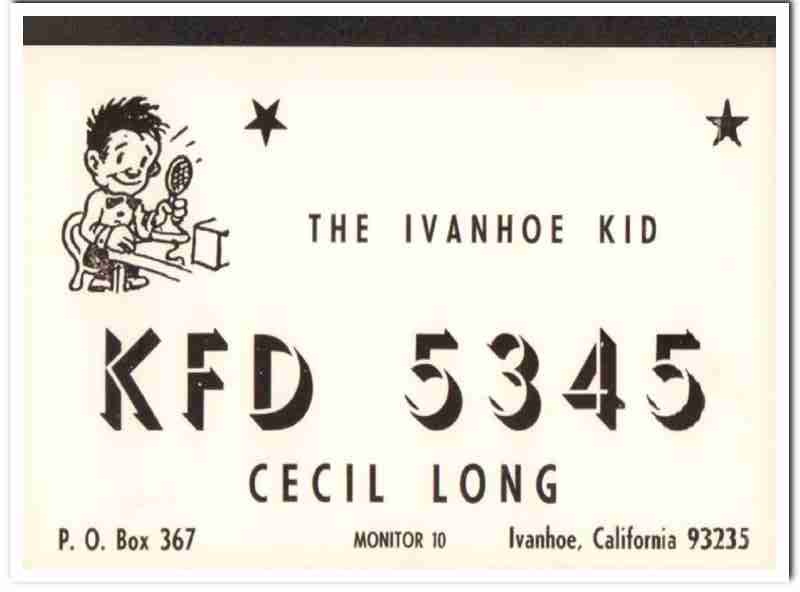 THE IVANHOE KID
KFD 5345
CECIL LONG
P. O. Box 367 MONITOR 10 Ivanhoe, California 93235